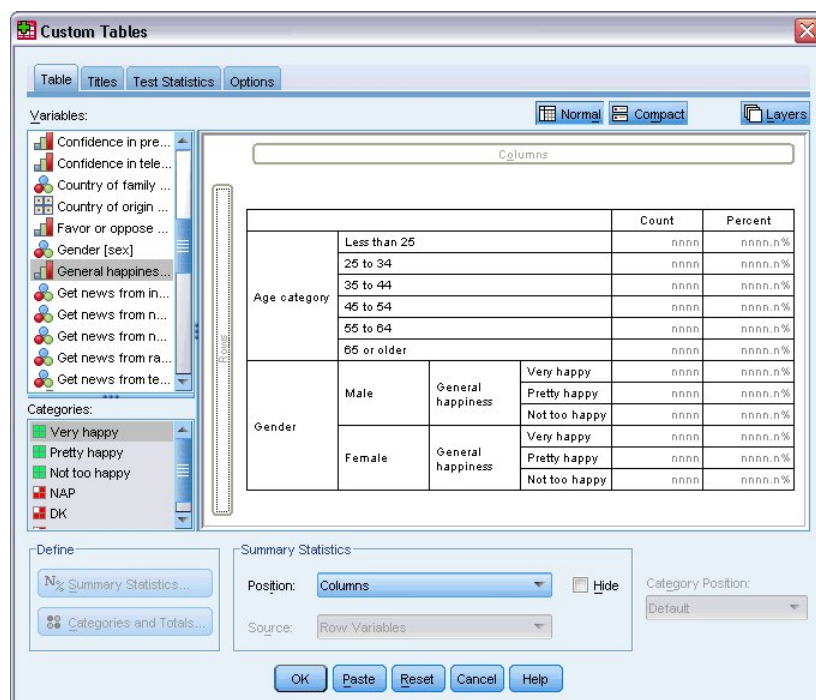 Custom Tables
Table Titles Test Statistics Options
Variables:
Normal Compact Layers
Confidence in pre...
Confidence in tele...
Country of family ...
Country of origin ...
Favor or oppose ...
Gender [sex]
General happines...
Get news from in...
Get news from n...
Get news from n...
Get news from ra...
Get news from te...
Categories:
Very happy
Pretty happy
Not too happy
NAP
DK
Columns
Rows
Count Percent
Age category Less than 25 nnnn nnnn.n%
25 to 34 nnnn nnnn.n%
35 to 44 nnnn nnnn.n%
45 to 54 nnnn nnnn.n%
55 to 64 nnnn nnnn.n%
65 or older nnnn nnnn.n%
Gender Male General happiness Very happy nnnn nnnn.n%
Pretty happy nnnn nnnn.n%
Not too happy nnnn nnnn.n%
Female General happiness Very happy nnnn nnnn.n%
Pretty happy nnnn nnnn.n%
Not too happy nnnn nnnn.n%
Define
N% Summary Statistics...
Categories and Totals...
Summary Statistics
Position: Columns Hide
Source: Row Variables
Category Position:
Default
OK Paste Reset Cancel Help